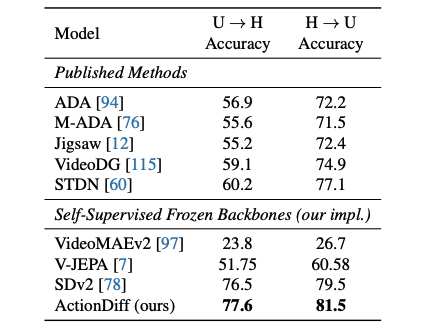 Model U → H Accuracy H → U Accuracy
Published Methods
ADA [94] 56.9 72.2
M-ADA [76] 55.6 71.5
Jigsaw [12] 55.2 72.4
VideoDG [115] 59.1 74.9
STDN [60] 60.2 77.1
Self-Supervised Frozen Backbones (our impl.)
VideoMAEv2 [97] 23.8 26.7
V-JEPA [7] 51.75 60.58
SDv2 [78] 76.5 79.5
ActionDiff (ours) 77.6 81.5